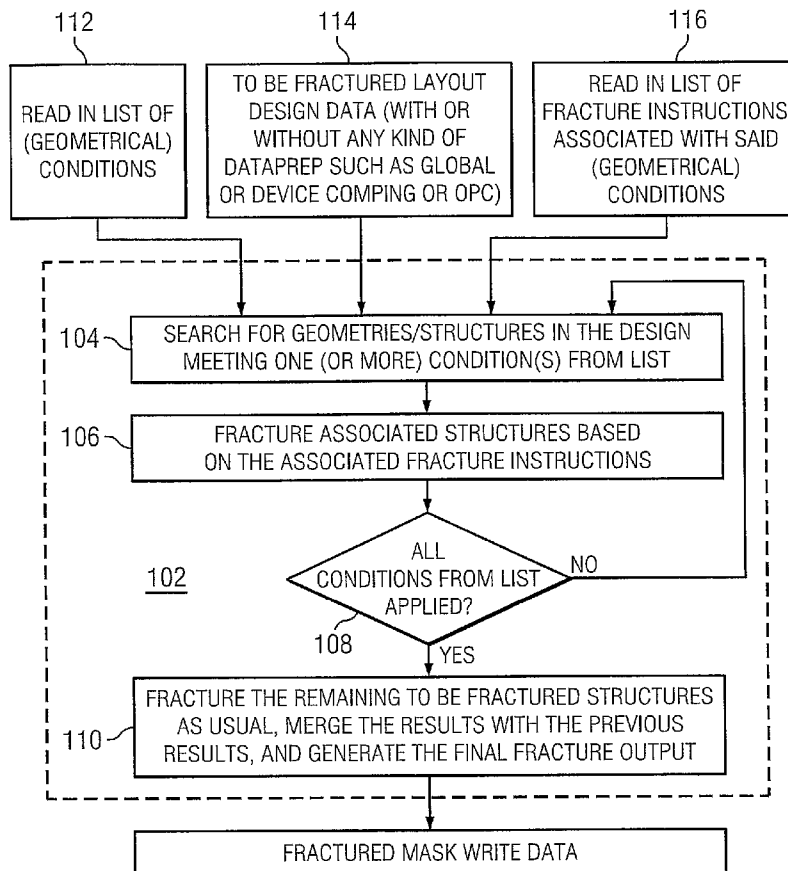 112
114
116
READ IN LIST OF
(GEOMETRICAL)
CONDITIONS
TO BE FRACTURED LAYOUT
DESIGN DATA (WITH OR
WITHOUT ANY KIND OF
DATAPREP SUCH AS GLOBAL
OR DEVICE COMPING OR OPC)
READ IN LIST OF
FRACTURE INSTRUCTIONS
ASSOCIATED WITH SAID
(GEOMETRICAL)
CONDITIONS
104
SEARCH FOR GEOMETRIES/STRUCTURES IN THE DESIGN
MEETING ONE (OR MORE) CONDITION(S) FROM LIST
106
FRACTURE ASSOCIATED STRUCTURES BASED
ON THE ASSOCIATED FRACTURE INSTRUCTIONS
102
ALL
CONDITIONS FROM LIST
APPLIED?
NO
108
YES
110
FRACTURE THE REMAINING TO BE FRACTURED STRUCTURES
AS USUAL, MERGE THE RESULTS WITH THE PREVIOUS
RESULTS, AND GENERATE THE FINAL FRACTURE OUTPUT
FRACTURED MASK WRITE DATA